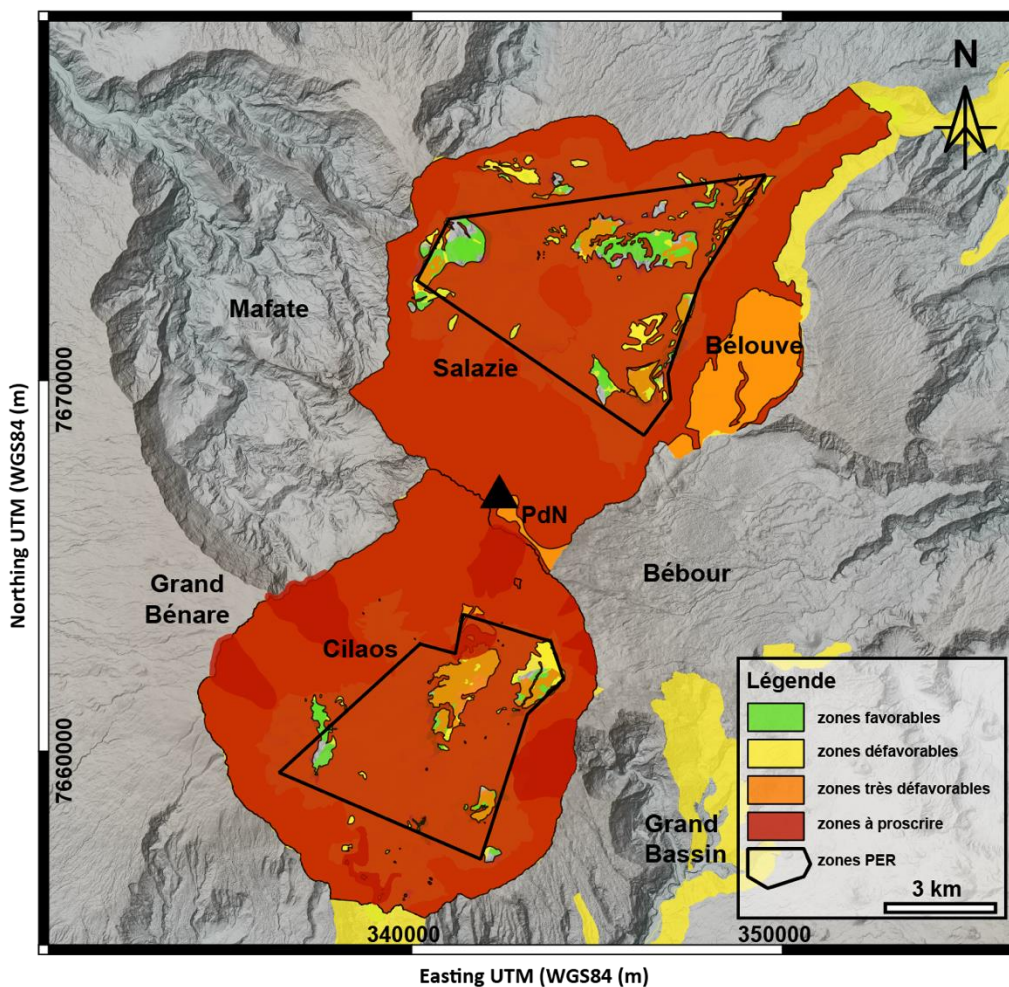 N
Mafate
Salazie
Bélouve
7670000
PdN
Bébour
Grand
Bénare
Cilaos
Northing UTM (WGS84 (m)
7660000
Grand
Bassin
Légende
zones favorables
zones défavorables
zones très défavorables
zones à proscrire
zones PER
3 km
340000
350000
Easting UTM (WGS84 (m)